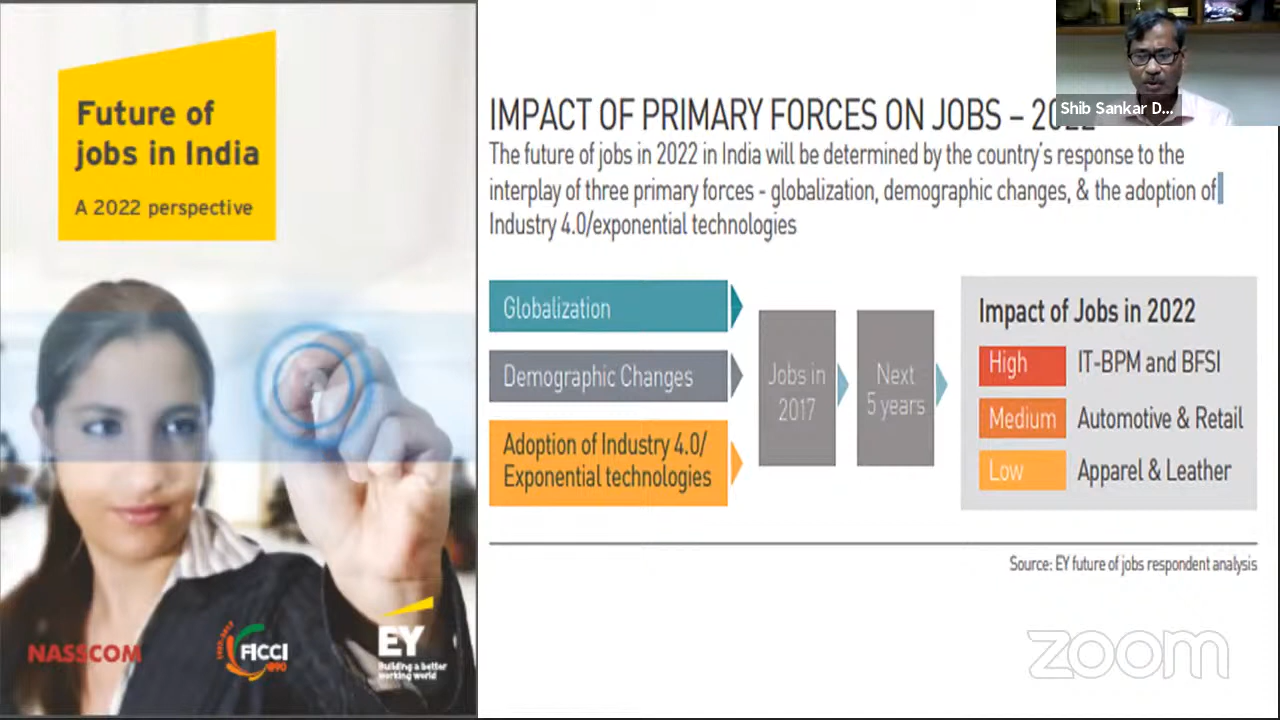 Future of
jobs in India
A 2022 perspective
NASSCOM
FICCI
EY
Building a better
working world
Shib Sankar D...
IMPACT OF PRIMARY FORCES ON JOBS – 2022
The future of jobs in 2022 in India will be determined by the country's response to the
interplay of three primary forces - globalization, demographic changes, & the adoption of
Industry 4.0/exponential technologies
Globalization
Demographic Changes
Adoption of Industry 4.0/
Exponential technologies
Jobs in
2017
Next
5 years
Impact of Jobs in 2022
High IT-BPM and BFSI
Medium Automotive & Retail
Low Apparel & Leather
Source: EY future of jobs respondent analysis
zoom